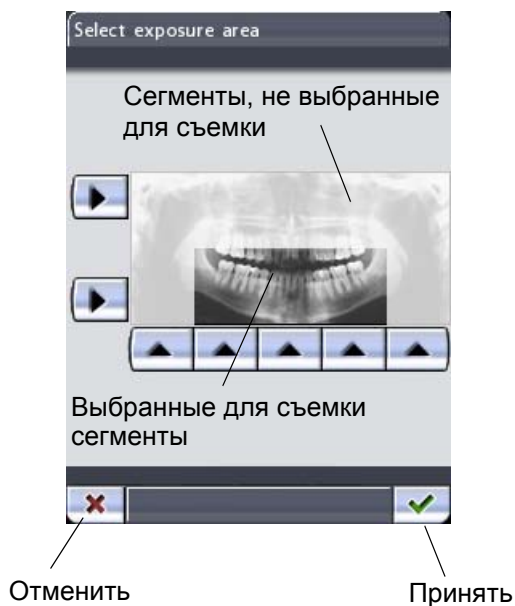 Select exposure area
Сегменты, не выбранные
для съемки
Выбранные для съемки
сегменты
Отменить
Принять